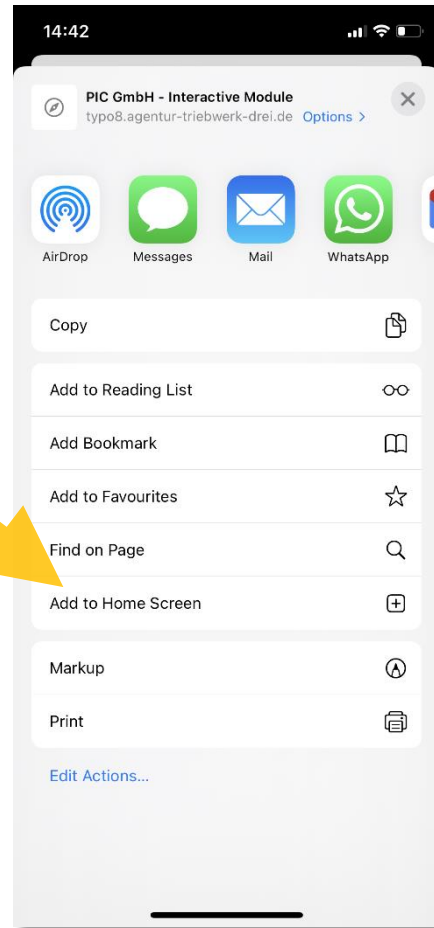 14:42
PIC GmbH - Interactive Module
typo8.agentur-triebwerk-drei.de Options >
AirDrop Messages Mail WhatsApp
Copy
Add to Reading List
Add Bookmark
Add to Favourites
Find on Page
Add to Home Screen
Markup
Print
Edit Actions...